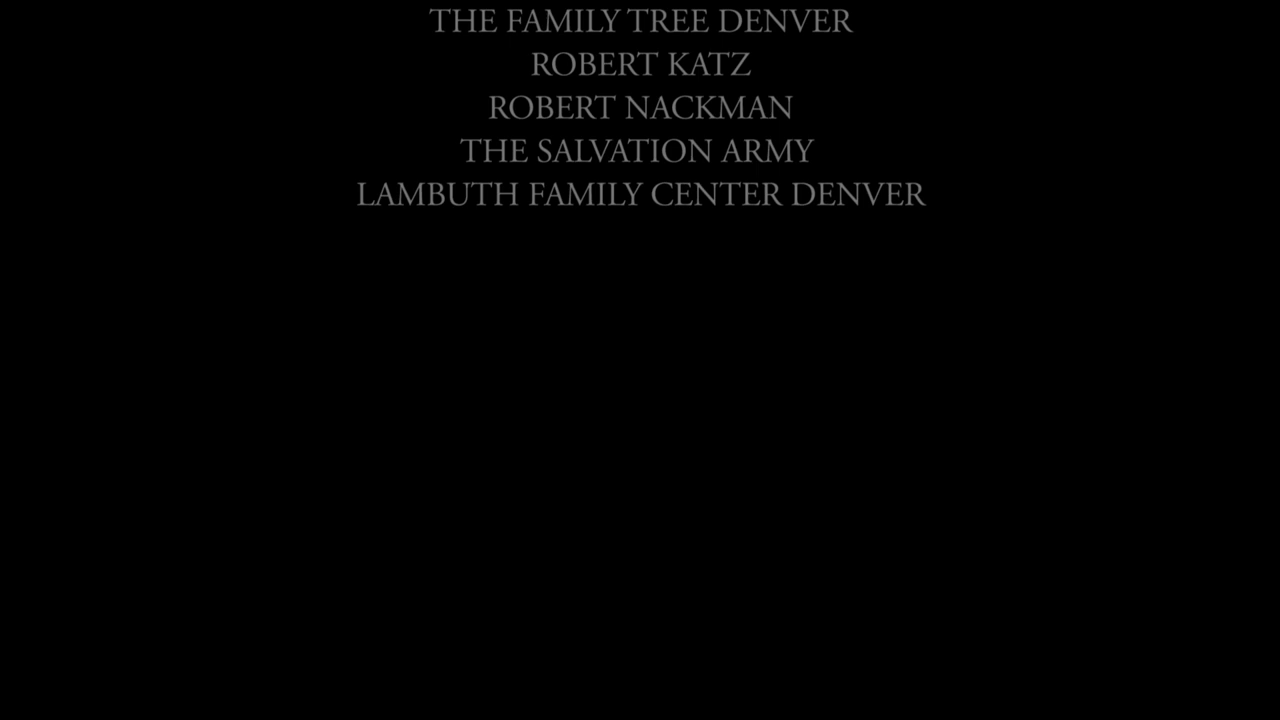 THE FAMILY TREE DENVER
ROBERT KATZ
ROBERT NACKMAN
THE SALVATION ARMY
LAMBUTH FAMILY CENTER DENVER